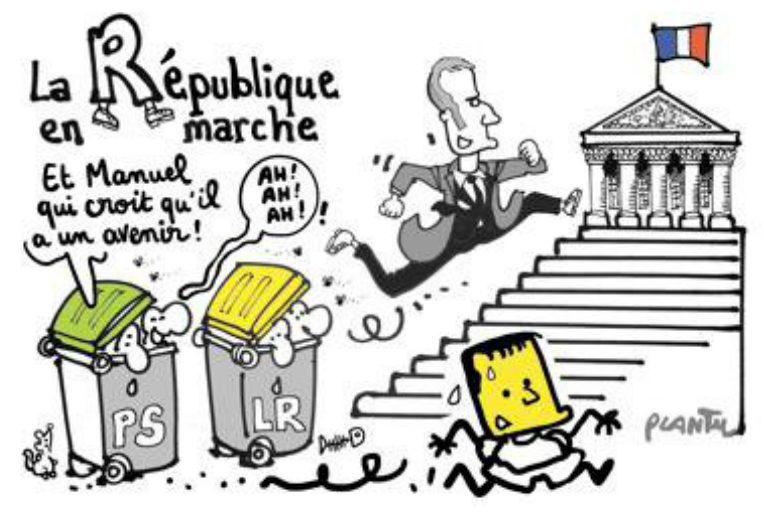 La République
en marche
Et Manuel
qui croit qu'il
a un avenir !
AH !
AH !
AH ! !
PS
LR
PLANTU